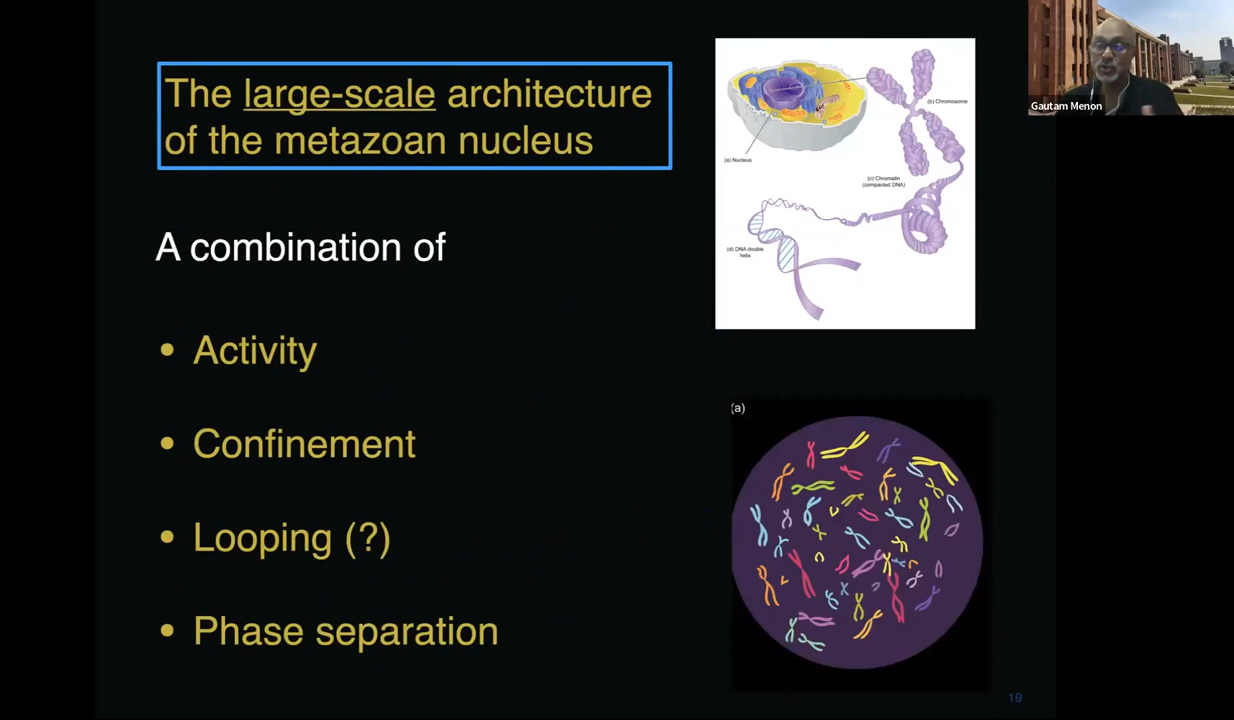 The large-scale architecture
of the metazoan nucleus
A combination of
• Activity
• Confinement
• Looping (?)
• Phase separation
(a) Nucleus
(b) Chromosome
(c) Chromatin
(compacted DNA)
(d) DNA double
helix
(a)
18
Gautam Menon